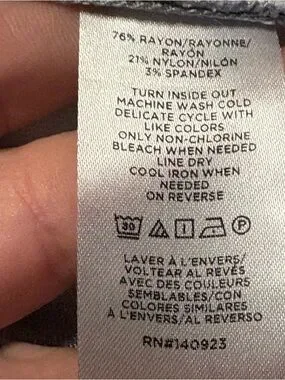 76% RAYON/RAYONNE/
RAYÓN
21% NYLON/NILÓN
3% SPANDEX
TURN INSIDE OUT
MACHINE WASH COLD
DELICATE CYCLE WITH
LIKE COLORS
ONLY NON-CHLORINE
BLEACH WHEN NEEDED
LINE DRY
COOL IRON WHEN
NEEDED
ON REVERSE
30 P
LAVER À L'ENVERS/
VOLTEAR AL REVÉS
AVEC DES COULEURS
SEMBLABLES/CON
COLORES SIMILARES
À L'ENVERS/AL REVERSO
RN#140923